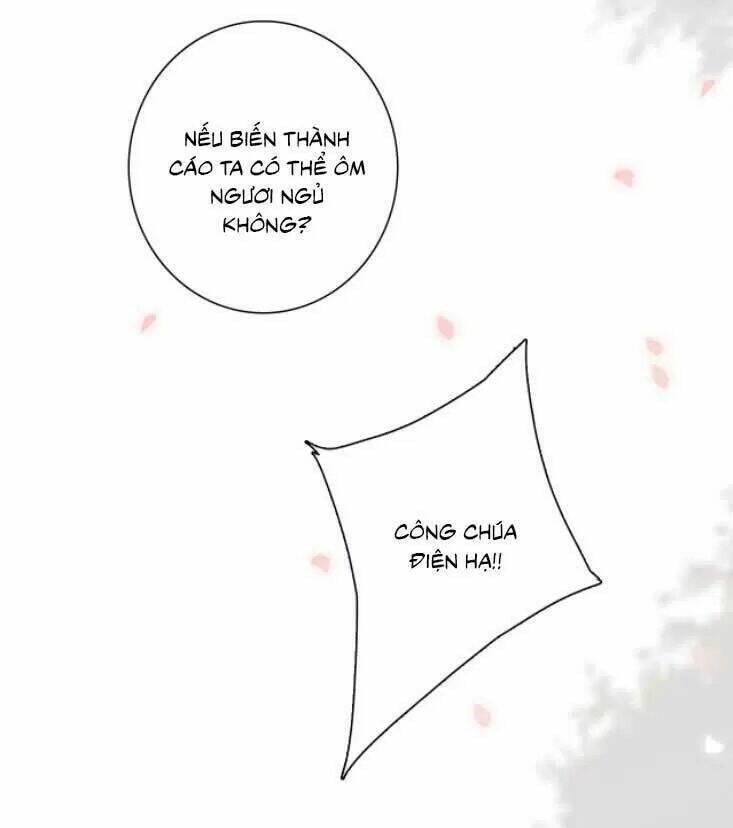 NẾU BIẾN THÀNH
CÁO TA CÓ THỂ ÔM
NGƯƠI NGỦ
KHÔNG?
CÔNG CHÚA
ĐIỆN HẠ!!